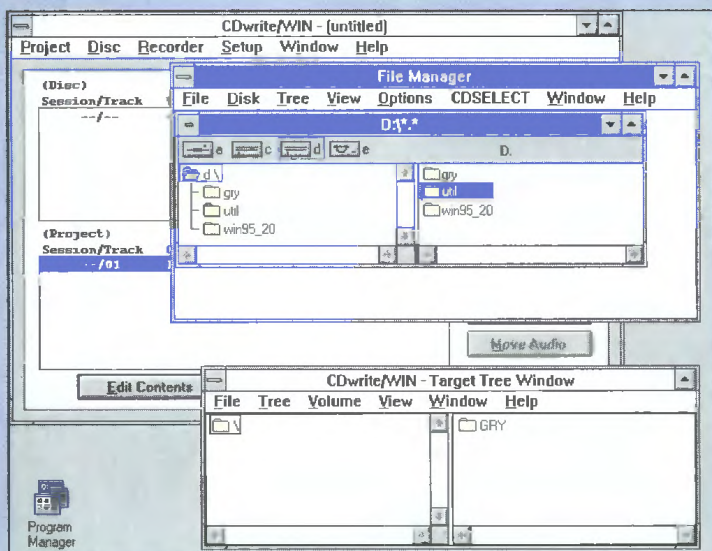 CDwrite/WIN - (untitled)
Project Disc Recorder Setup Window Help
(Disc)
Session/Track
--/--
(Project)
Session/Track
--/01
Edit Contents
Move Audio
File Manager
File Disk Tree View Options CDSELECT Window Help
D:\*.*
a c d e D.
d \
gry
util
win95_20
gry
util
win95_20
CDwrite/WIN - Target Tree Window
File Tree Volume View Window Help
\
GRY
Program
Manager